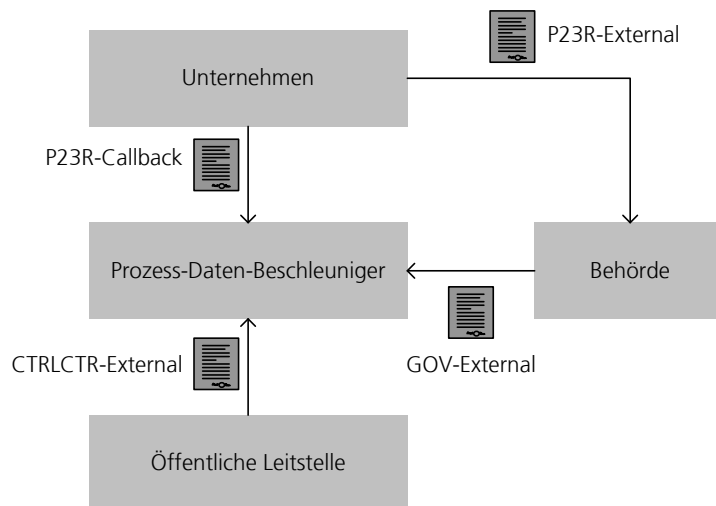 P23R-External
Unternehmen
P23R-Callback
Prozess-Daten-Beschleuniger
Behörde
CTRLCTR-External
GOV-External
Öffentliche Leitstelle